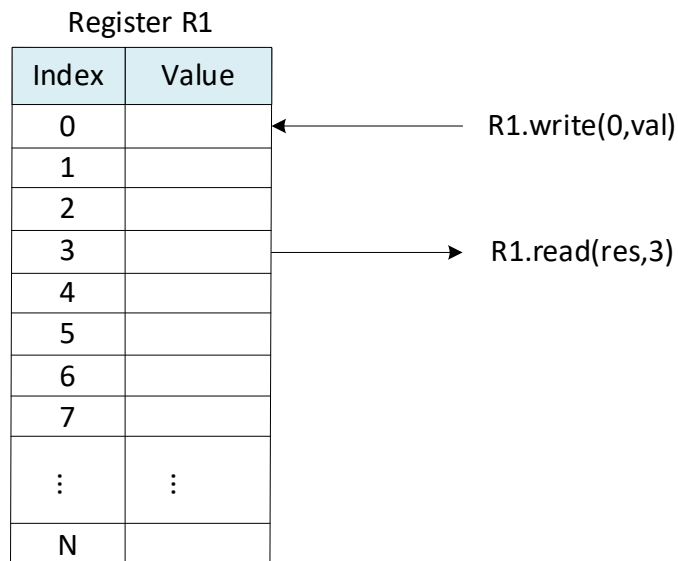 Register R1
Index Value
0 R1.write(0,val)
1
2
3 R1.read(res,3)
4
5
6
7
⋮ ⋮
N